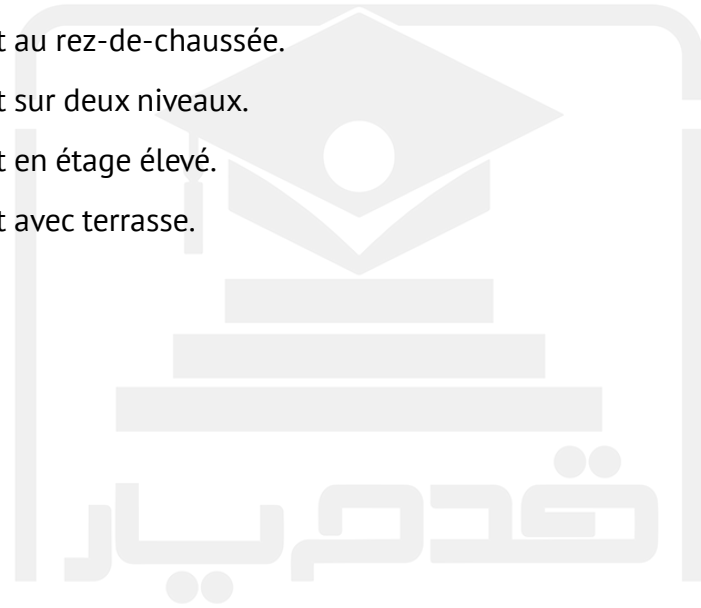 t au rez-de-chaussée.
t sur deux niveaux.
t en étage élevé.
t avec terrasse.
قدم یار